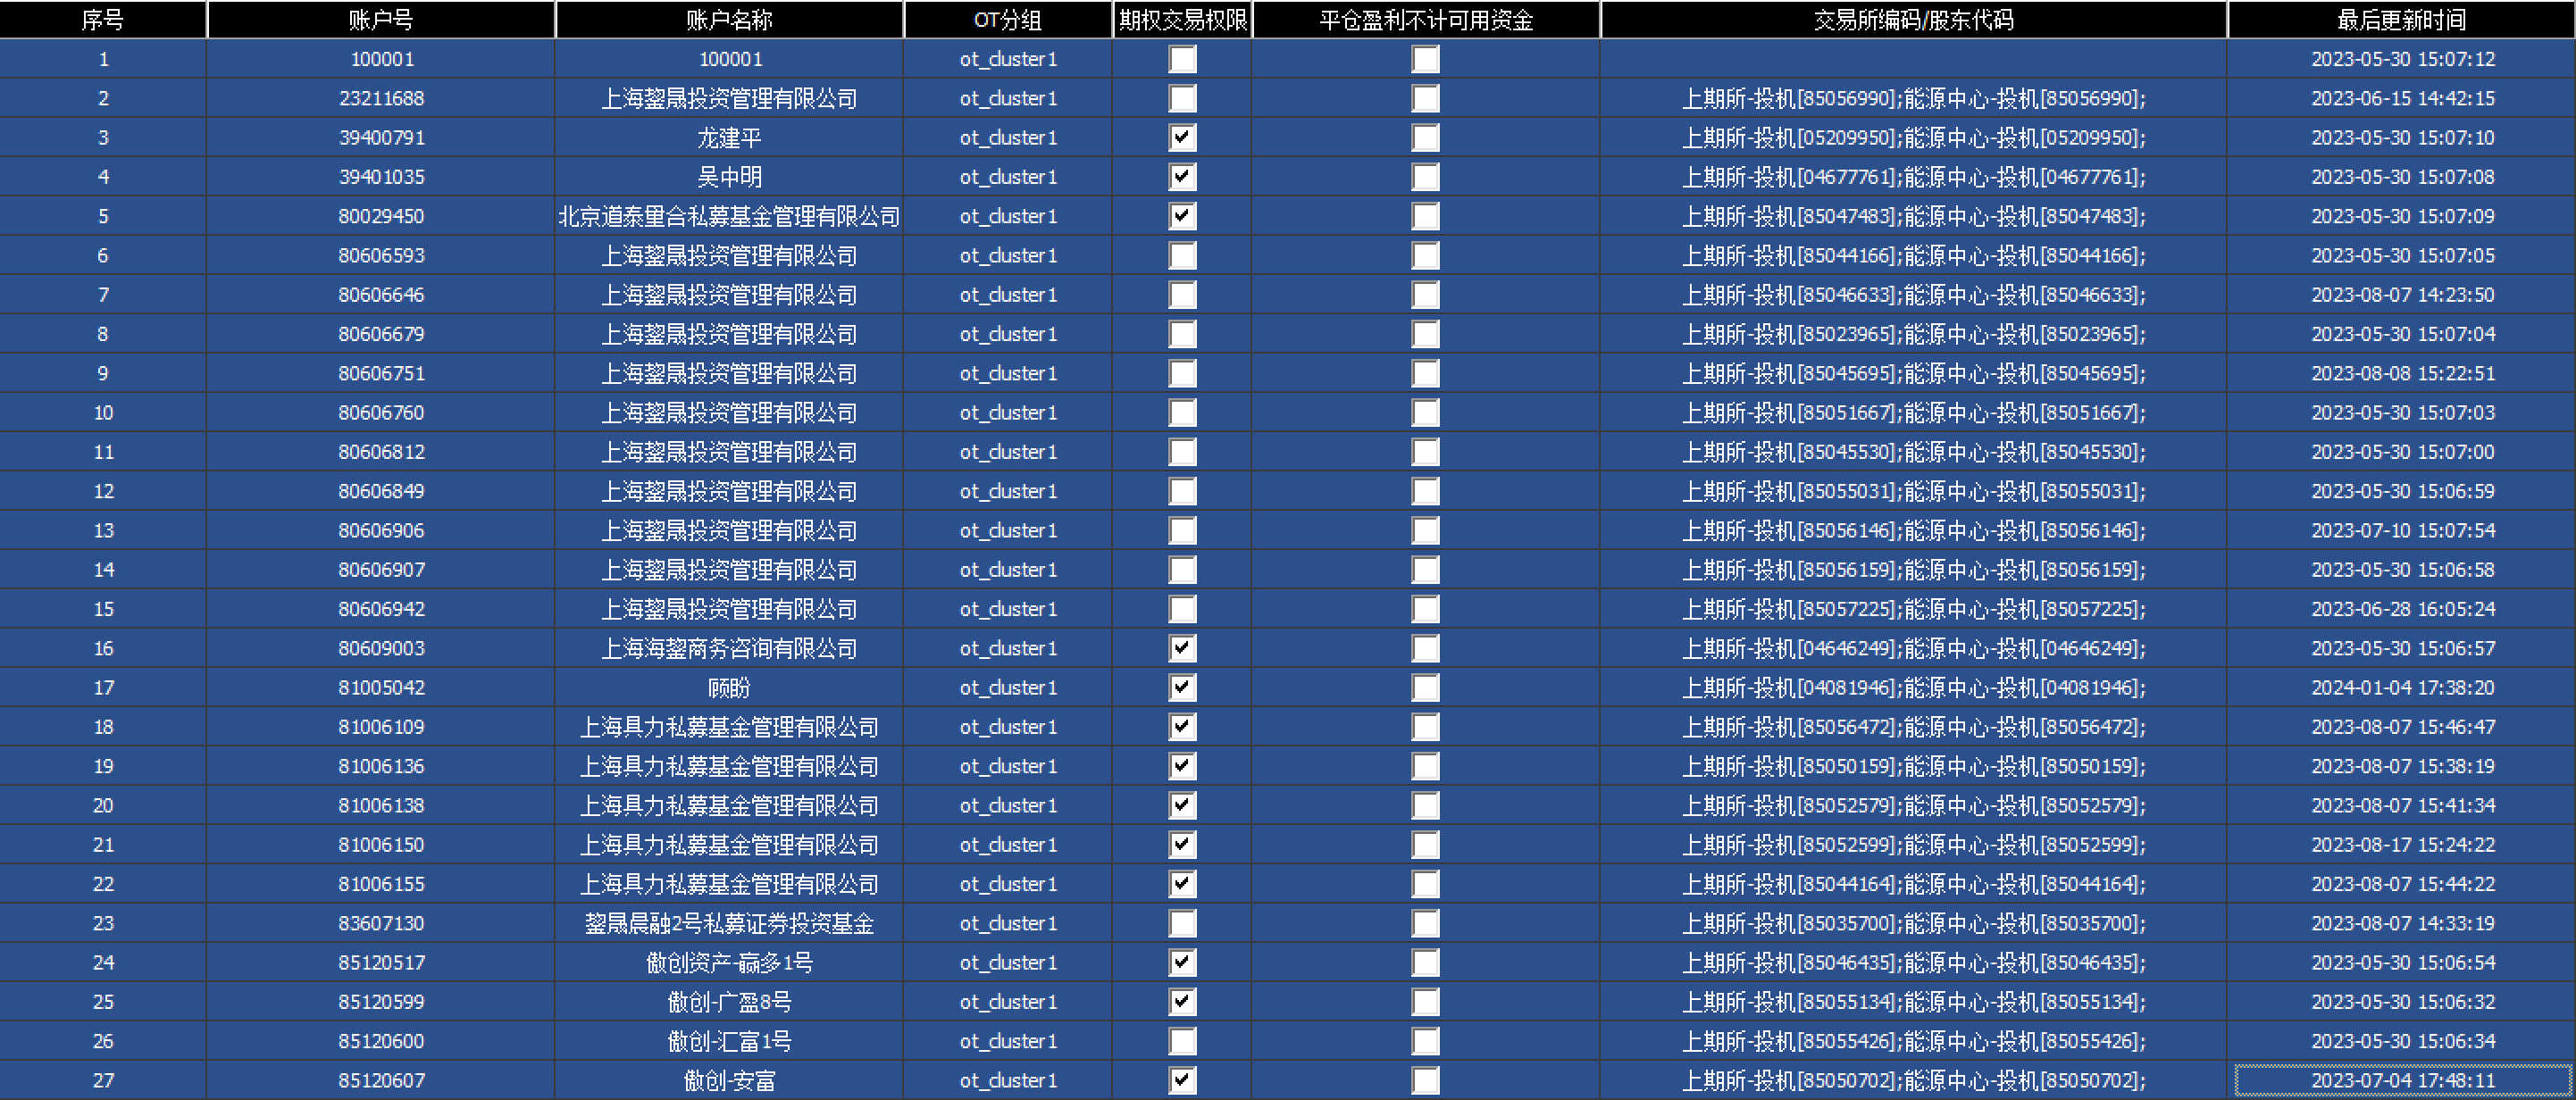 序号 账户号 账户名称 OT分组 期权交易权限 平仓盈利不计可用资金 交易所编码/股东代码 最后更新时间
1 100001 100001 ot_cluster1 2023-05-30 15:07:12
2 23211688 上海鋆晟投资管理有限公司 ot_cluster1 上期所-投机[85056990];能源中心-投机[85056990]; 2023-06-15 14:42:15
3 39400791 龙建平 ot_cluster1 上期所-投机[05209950];能源中心-投机[05209950]; 2023-05-30 15:07:10
4 39401035 吴中明 ot_cluster1 上期所-投机[04677761];能源中心-投机[04677761]; 2023-05-30 15:07:08
5 80029450 北京道泰量合私募基金管理有限公司 ot_cluster1 上期所-投机[85047483];能源中心-投机[85047483]; 2023-05-30 15:07:09
6 80606593 上海鋆晟投资管理有限公司 ot_cluster1 上期所-投机[85044166];能源中心-投机[85044166]; 2023-05-30 15:07:05
7 80606646 上海鋆晟投资管理有限公司 ot_cluster1 上期所-投机[85046633];能源中心-投机[85046633]; 2023-08-07 14:23:50
8 80606679 上海鋆晟投资管理有限公司 ot_cluster1 上期所-投机[85023965];能源中心-投机[85023965]; 2023-05-30 15:07:04
9 80606751 上海鋆晟投资管理有限公司 ot_cluster1 上期所-投机[85045695];能源中心-投机[85045695]; 2023-08-08 15:22:51
10 80606760 上海鋆晟投资管理有限公司 ot_cluster1 上期所-投机[85051667];能源中心-投机[85051667]; 2023-05-30 15:07:03
11 80606812 上海鋆晟投资管理有限公司 ot_cluster1 上期所-投机[85045530];能源中心-投机[85045530]; 2023-05-30 15:07:00
12 80606849 上海鋆晟投资管理有限公司 ot_cluster1 上期所-投机[85055031];能源中心-投机[85055031]; 2023-05-30 15:06:59
13 80606906 上海鋆晟投资管理有限公司 ot_cluster1 上期所-投机[85056146];能源中心-投机[85056146]; 2023-07-10 15:07:54
14 80606907 上海鋆晟投资管理有限公司 ot_cluster1 上期所-投机[85056159];能源中心-投机[85056159]; 2023-05-30 15:06:58
15 80606942 上海鋆晟投资管理有限公司 ot_cluster1 上期所-投机[85057225];能源中心-投机[85057225]; 2023-06-28 16:05:24
16 80609003 上海海鋆商务咨询有限公司 ot_cluster1 上期所-投机[04646249];能源中心-投机[04646249]; 2023-05-30 15:06:57
17 81005042 顾盼 ot_cluster1 上期所-投机[04081946];能源中心-投机[04081946]; 2024-01-04 17:38:20
18 81006109 上海具力私募基金管理有限公司 ot_cluster1 上期所-投机[85056472];能源中心-投机[85056472]; 2023-08-07 15:46:47
19 81006136 上海具力私募基金管理有限公司 ot_cluster1 上期所-投机[85050159];能源中心-投机[85050159]; 2023-08-07 15:38:19
20 81006138 上海具力私募基金管理有限公司 ot_cluster1 上期所-投机[85052579];能源中心-投机[85052579]; 2023-08-07 15:41:34
21 81006150 上海具力私募基金管理有限公司 ot_cluster1 上期所-投机[85052599];能源中心-投机[85052599]; 2023-08-17 15:24:22
22 81006155 上海具力私募基金管理有限公司 ot_cluster1 上期所-投机[85044164];能源中心-投机[85044164]; 2023-08-07 15:44:22
23 83607130 鋆晟晨融2号私募证券投资基金 ot_cluster1 上期所-投机[85035700];能源中心-投机[85035700]; 2023-08-07 14:33:19
24 85120517 傲创资产-赢多1号 ot_cluster1 上期所-投机[85046435];能源中心-投机[85046435]; 2023-05-30 15:06:54
25 85120599 傲创-广盈8号 ot_cluster1 上期所-投机[85055134];能源中心-投机[85055134]; 2023-05-30 15:06:32
26 85120600 傲创-汇富1号 ot_cluster1 上期所-投机[85055426];能源中心-投机[85055426]; 2023-05-30 15:06:34
27 85120607 傲创-安富 ot_cluster1 上期所-投机[85050702];能源中心-投机[85050702]; 2023-07-04 17:48:11